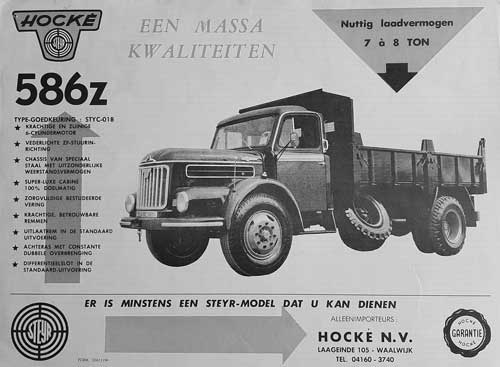 HOCKÉ
EEN MASSA
KWALITEITEN
Nuttig laadvermogen
7 à 8 TON
586z
TYPE-GOEDKEURING : STYC-018
★ KRACHTIGE EN ZUINIGE
6-CYLINDERMOTOR
★ VEDERLICHTE ZF-STUUR-
RICHTING
★ CHASSIS VAN SPECIAAL
STAAL MET UITZONDERLIJKE
WEERSTANDSVERMOGEN
★ SUPER-LUXE CABINE
100% DOELMATIG
★ ZORGVULDIG BESTUDEERDE
VERING
★ KRACHTIGE, BETROUWBARE
REMMEN
★ UITLAATREM IN DE STANDAARD
UITVOERING
★ ACHTERAS MET CONSTANTE
DUBBELE OVERBRENGING
★ DIFFERENTIEELSLOT IN DE
STANDAARD-UITVOERING
ER IS MINSTENS EEN STEYR-MODEL DAT U KAN DIENEN
STEYR
ALLEENIMPORTEURS:
HOCKÉ N.V.
LAAGEINDE 105 - WAALWIJK
TEL. 04160 - 3740
HOCKÉ
GARANTIE
HOCKÉ